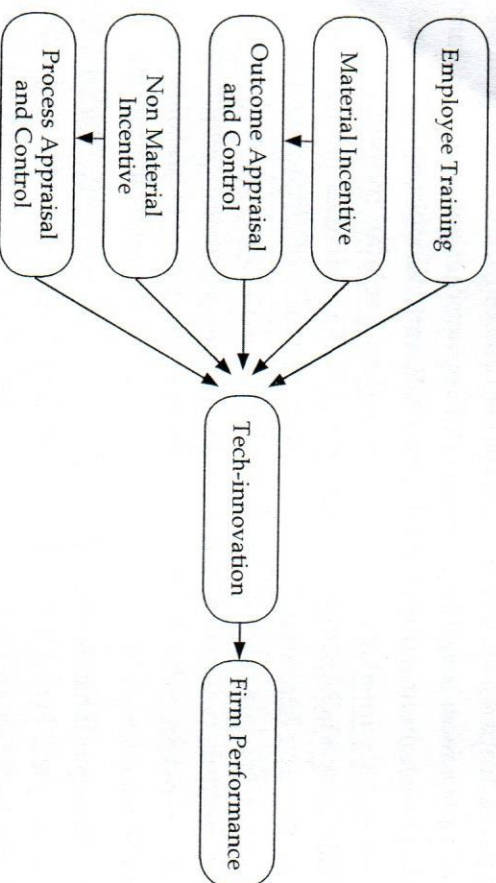 Employee Training
Material Incentive
Outcome Appraisal
and Control
Non Material
Incentive
Process Appraisal
and Control
Tech-innovation
Firm Performance